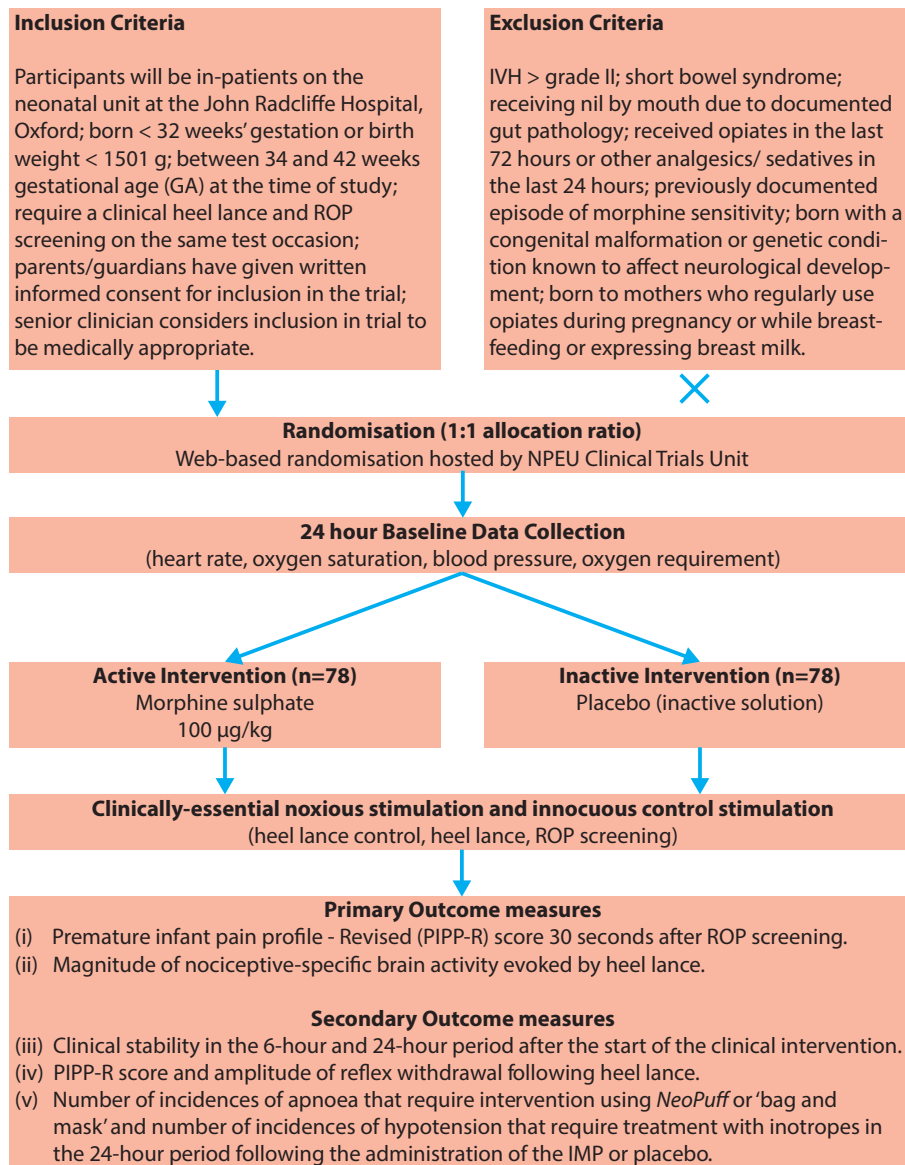 Inclusion Criteria
Participants will be in-patients on the
neonatal unit at the John Radcliffe Hospital,
Oxford; born < 32 weeks' gestation or birth
weight < 1501 g; between 34 and 42 weeks
gestational age (GA) at the time of study;
require a clinical heel lance and ROP
screening on the same test occasion;
parents/guardians have given written
informed consent for inclusion in the trial;
senior clinician considers inclusion in trial to
be medically appropriate.
Exclusion Criteria
IVH > grade II; short bowel syndrome;
receiving nil by mouth due to documented
gut pathology; received opiates in the last
72 hours or other analgesics/ sedatives in
the last 24 hours; previously documented
episode of morphine sensitivity; born with a
congenital malformation or genetic condi-
tion known to affect neurological develop-
ment; born to mothers who regularly use
opiates during pregnancy or while breast-
feeding or expressing breast milk.
Randomisation (1:1 allocation ratio)
Web-based randomisation hosted by NPEU Clinical Trials Unit
24 hour Baseline Data Collection
(heart rate, oxygen saturation, blood pressure, oxygen requirement)
Active Intervention (n=78)
Morphine sulphate
100 µg/kg
Inactive Intervention (n=78)
Placebo (inactive solution)
Clinically-essential noxious stimulation and innocuous control stimulation
(heel lance control, heel lance, ROP screening)
Primary Outcome measures
(i) Premature infant pain profile - Revised (PIPP-R) score 30 seconds after ROP screening.
(ii) Magnitude of nociceptive-specific brain activity evoked by heel lance.
Secondary Outcome measures
(iii) Clinical stability in the 6-hour and 24-hour period after the start of the clinical intervention.
(iv) PIPP-R score and amplitude of reflex withdrawal following heel lance.
(v) Number of incidences of apnoea that require intervention using NeoPuff or 'bag and
mask' and number of incidences of hypotension that require treatment with inotropes in
the 24-hour period following the administration of the IMP or placebo.